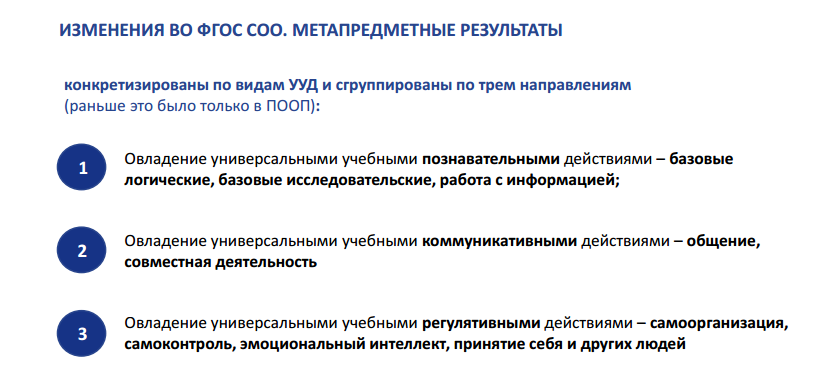 ИЗМЕНЕНИЯ ВО ФГОС СОО. МЕТАПРЕДМЕТНЫЕ РЕЗУЛЬТАТЫ
конкретизированы по видам УУД и сгруппированы по трем направлениям
(раньше это было только в ПООП):
1
Овладение универсальными учебными познавательными действиями – базовые
логические, базовые исследовательские, работа с информацией;
2
Овладение универсальными учебными коммуникативными действиями – общение,
совместная деятельность
3
Овладение универсальными учебными регулятивными действиями – самоорганизация,
самоконтроль, эмоциональный интеллект, принятие себя и других людей